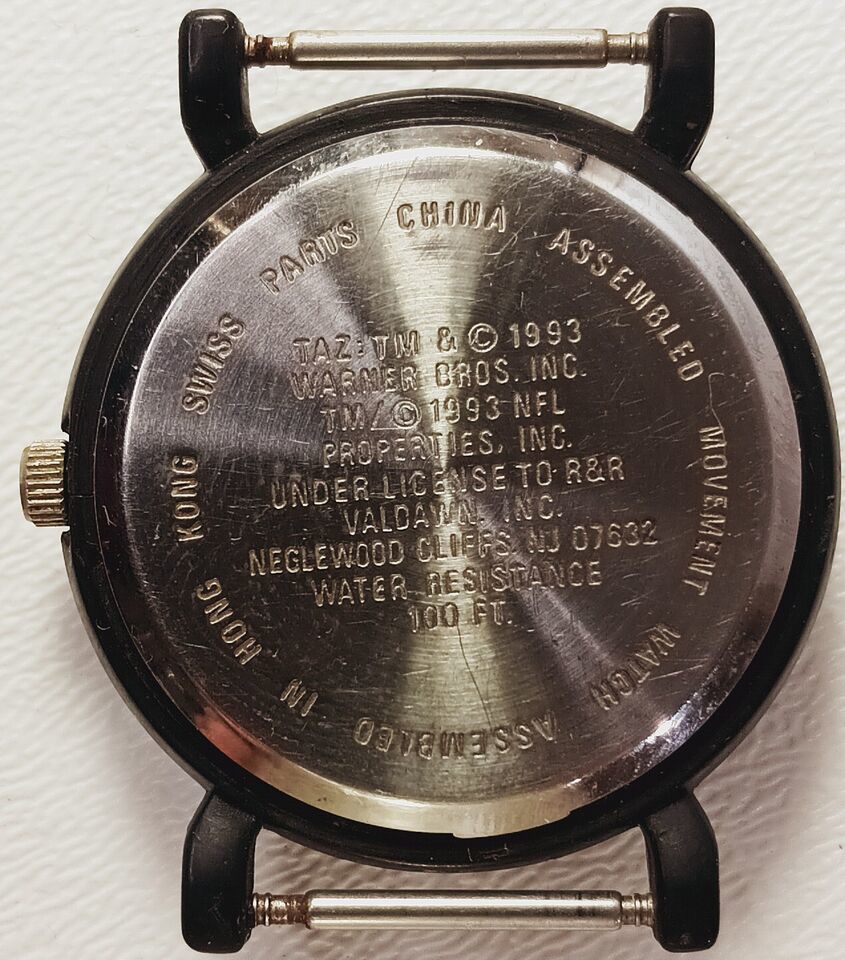 SWISS PARTS CHINA ASSEMBLED MOVEMENT WATCH ASSEMBLED IN HONG KONG
TAZ: TM & © 1993
WARNER BROS. INC.
TM/© 1993 NFL
PROPERTIES, INC.
UNDER LICENSE TO R&R
VALDAWN, INC.
NEGLEWOOD CLIFFS NJ 07632
WATER RESISTANCE
100 FT.